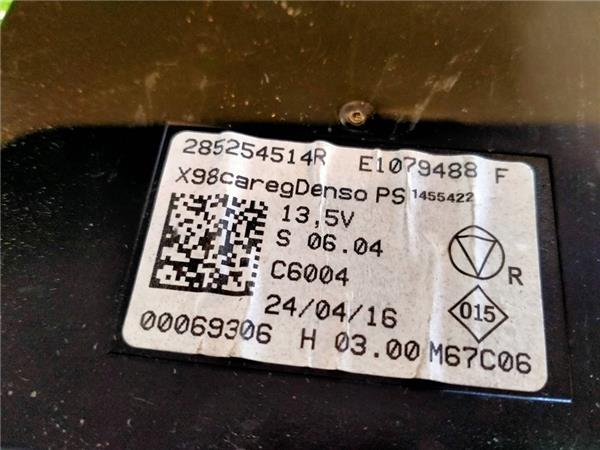 285254514R E1079488 F
X98caregDenso PS 1455422
13,5V
S 06.04
C6004
R
24/04/16
015
00069306 H 03.00 M67C06